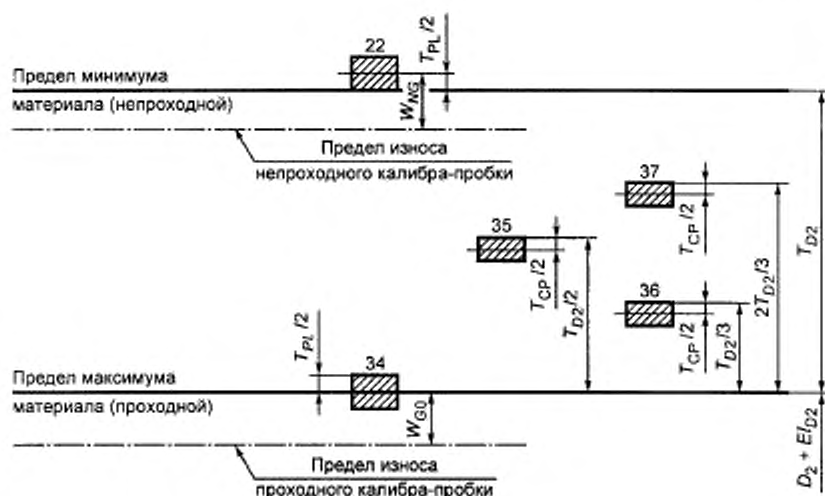 22
T_PL/2
Предел минимума
материала (непроходной)
W_NG
Предел износа
непроходного калибра-пробки
37
T_CP/2
35
T_CP/2
T_D2/2
36
T_CP/2
T_D2/3
2T_D2/3
T_D2
T_PL/2
34
Предел максимума
материала (проходной)
W_G0
Предел износа
проходного калибра-пробки
D_2 + EI_D2